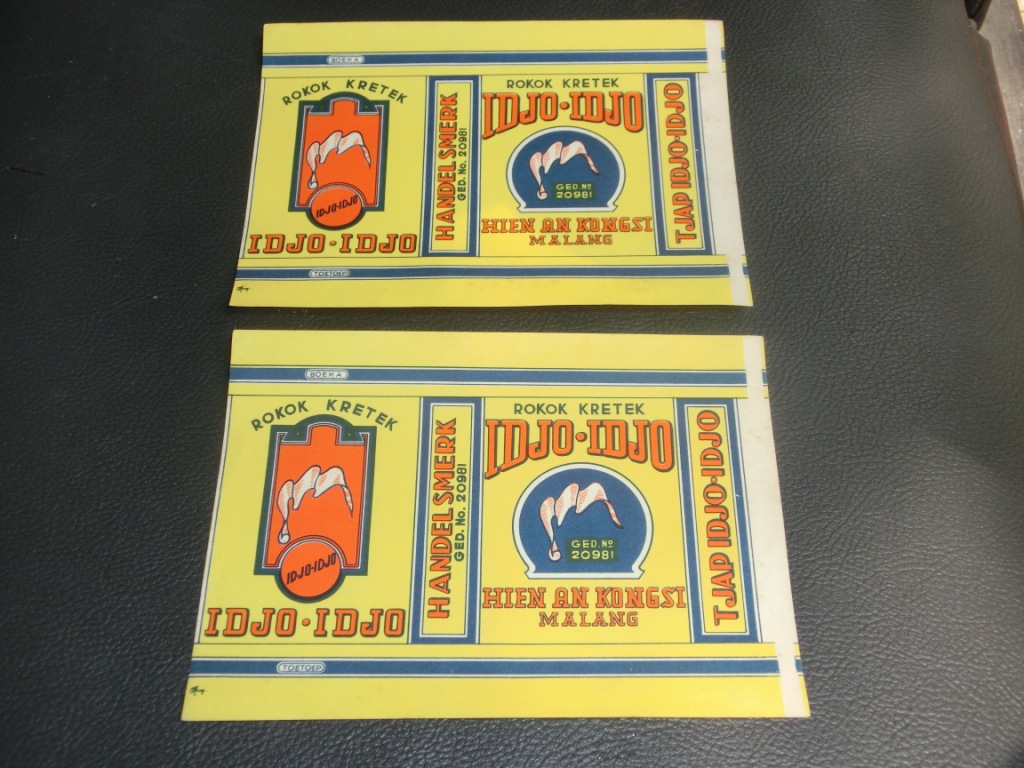 BOEKA
ROKOK KRETEK
IDJO-IDJO
IDJO·IDJO
HANDELSMERK
GED. No. 20981
ROKOK KRETEK
IDJO·IDJO
GED. No
20981
HIEN AN KONGSI
MALANG
TJAP IDJO-IDJO
TOETOEP
BOEKA
ROKOK KRETEK
IDJO-IDJO
IDJO·IDJO
HANDELSMERK
GED. No. 20981
ROKOK KRETEK
IDJO·IDJO
GED. No
20981
HIEN AN KONGSI
MALANG
TJAP IDJO-IDJO
TOETOEP